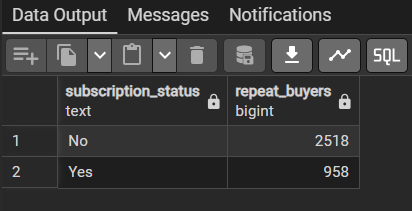 Data Output Messages Notifications
SQL
subscription_status repeat_buyers
text bigint
1 No 2518
2 Yes 958